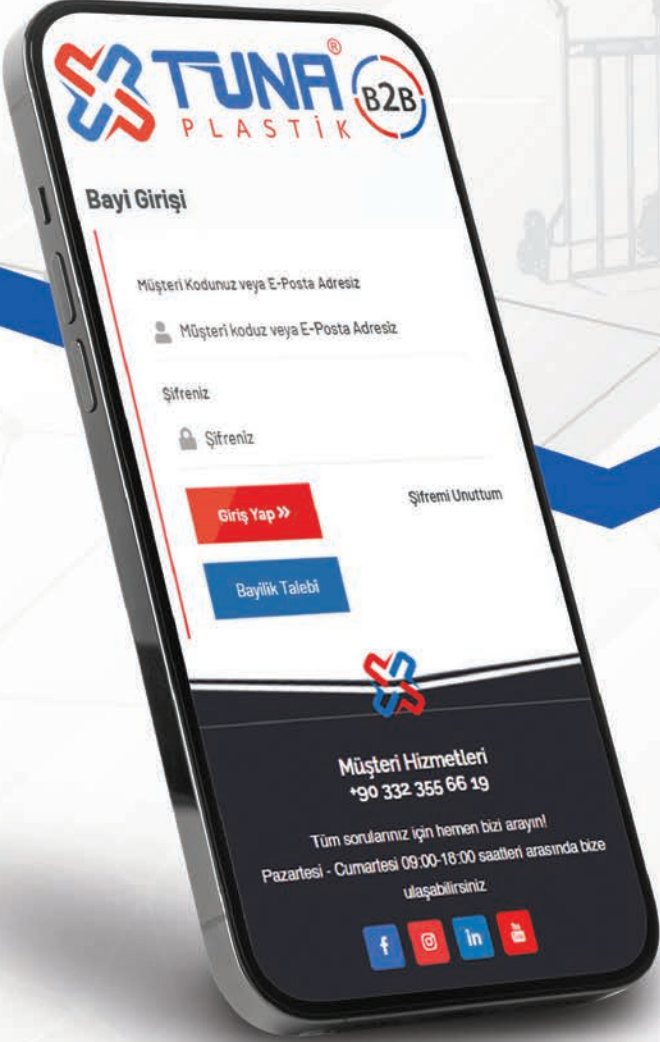 TUNA®
PLASTİK
B2B
Bayi Girişi
Müşteri Kodunuz veya E-Posta Adresiz
Müşteri koduz veya E-Posta Adresiz
Şifreniz
Şifreniz
Giriş Yap »
Şifremi Unuttum
Bayilik Talebi
Müşteri Hizmetleri
+90 332 355 66 19
Tüm sorularınız için hemen bizi arayın!
Pazartesi - Cumartesi 09:00-18:00 saatleri arasında bize
ulaşabilirsiniz